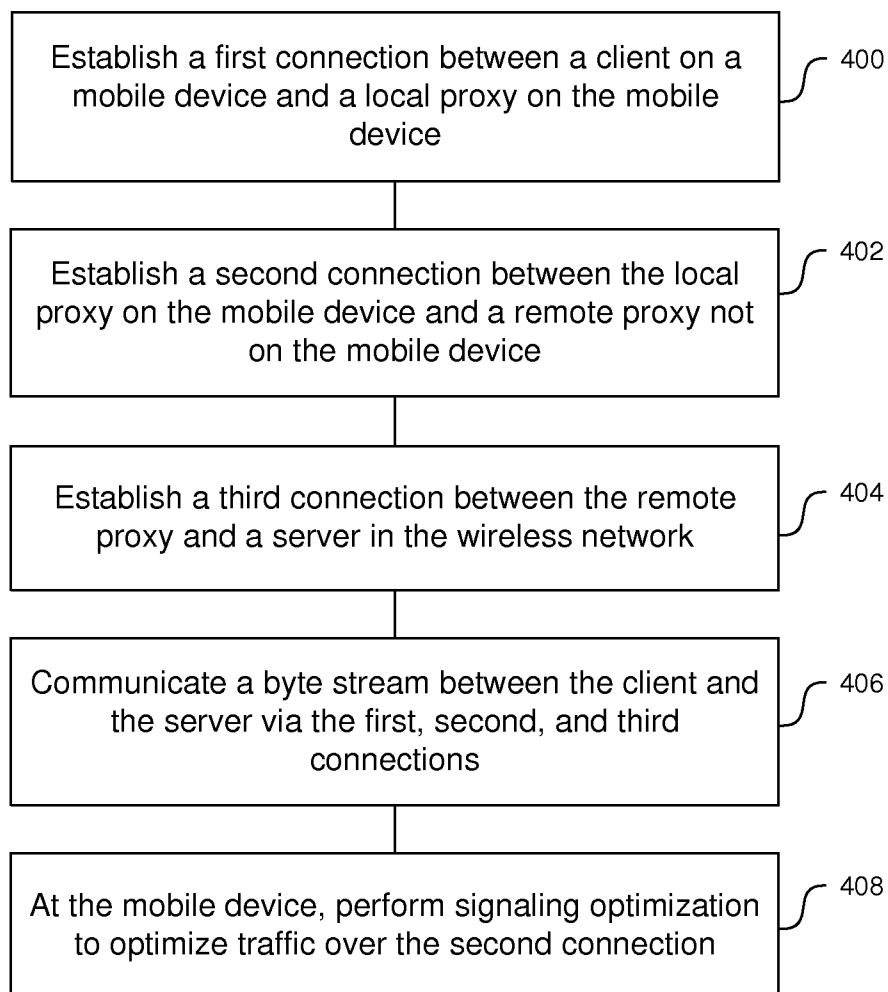 Establish a first connection between a client on a
mobile device and a local proxy on the mobile
device
400
Establish a second connection between the local
proxy on the mobile device and a remote proxy not
on the mobile device
402
Establish a third connection between the remote
proxy and a server in the wireless network
404
Communicate a byte stream between the client and
the server via the first, second, and third
connections
406
At the mobile device, perform signaling optimization
to optimize traffic over the second connection
408